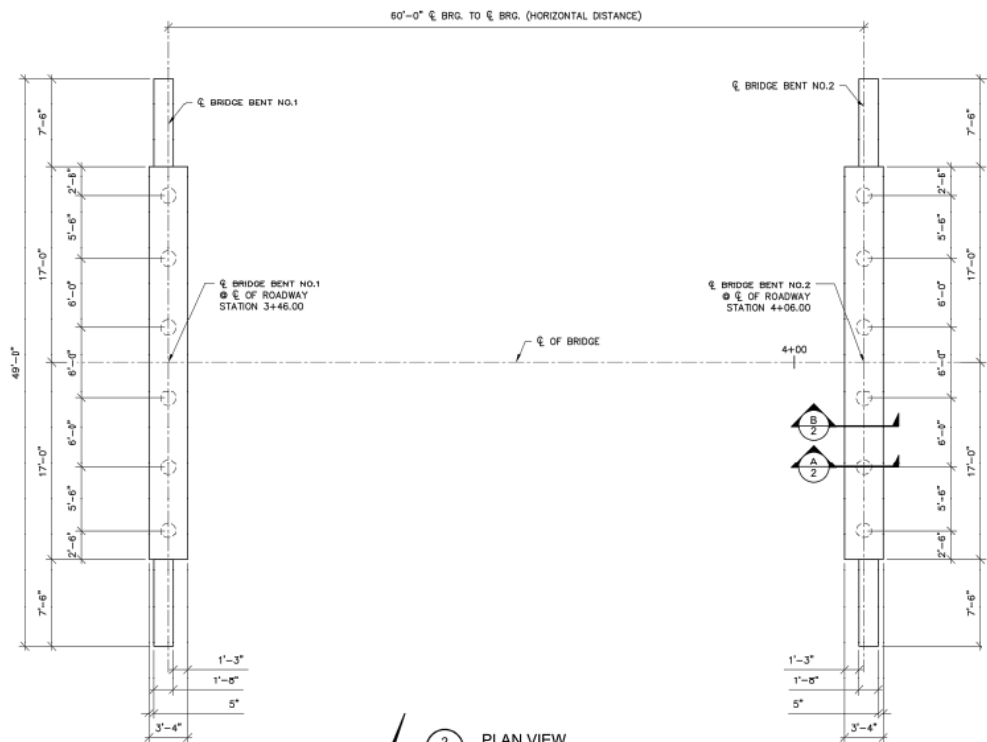 60'-0" ℄ BRG. TO ℄ BRG. (HORIZONTAL DISTANCE)
℄ BRIDGE BENT NO.1
℄ BRIDGE BENT NO.2
7'-6"
7'-6"
2'-6"
2'-6"
5'-6"
5'-6"
17'-0"
17'-0"
6'-0"
6'-0"
℄ BRIDGE BENT NO.1
@ ℄ OF ROADWAY
STATION 3+46.00
℄ BRIDGE BENT NO.2
@ ℄ OF ROADWAY
STATION 4+06.00
℄ OF BRIDGE
4+00
49'-0"
6'-0"
6'-0"
B
2
A
2
6'-0"
6'-0"
17'-0"
17'-0"
5'-6"
5'-6"
2'-6"
2'-6"
7'-6"
7'-6"
1'-3"
1'-8"
5"
3'-4"
1'-3"
1'-8"
5"
3'-4"
2
PLAN VIEW